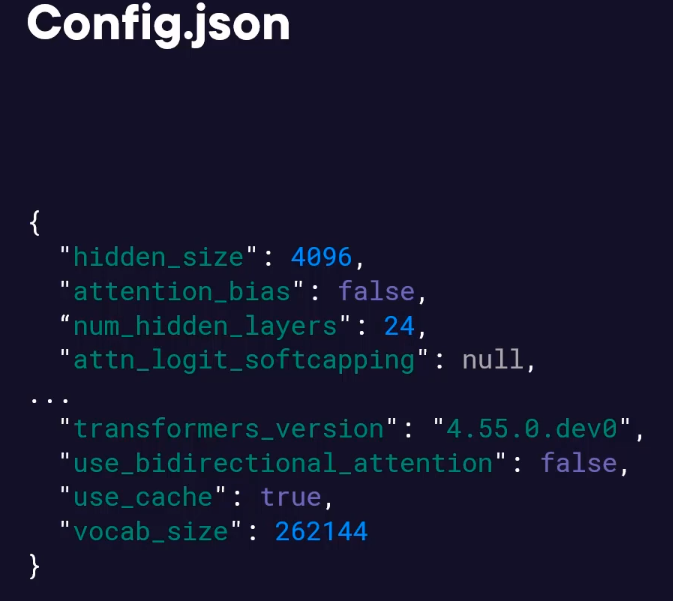 Config.json
{
"hidden_size": 4096,
"attention_bias": false,
“num_hidden_layers": 24,
"attn_logit_softcapping": null,
...
"transformers_version": "4.55.0.dev0",
"use_bidirectional_attention": false,
"use_cache": true,
"vocab_size": 262144
}